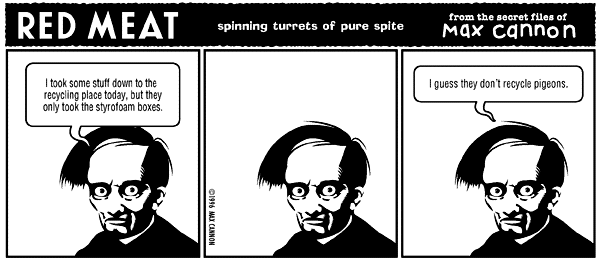 RED MEAT
spinning turrets of pure spite
from the secret files of
Max cannon
I took some stuff down to the
recycling place today, but they
only took the styrofoam boxes.
©1996 MAX CANNON
I guess they don't recycle pigeons.